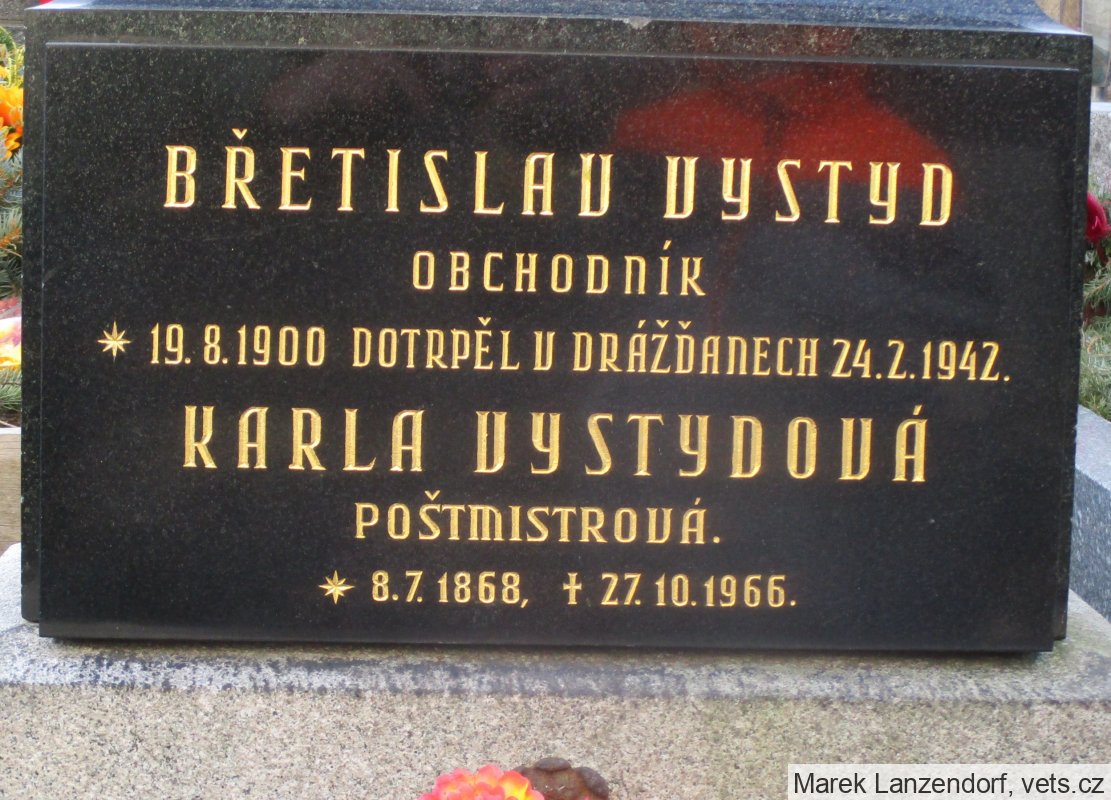 BŘETISLAV VYSTYD
OBCHODNÍK
* 19. 8. 1900 DOTRPĚL V DRÁŽĎANECH 24. 2. 1942.
KARLA VYSTYDOVÁ
POŠTMISTROVÁ.
* 8. 7. 1868, ✝ 27. 10. 1966.
Marek Lanzendorf, vets.cz